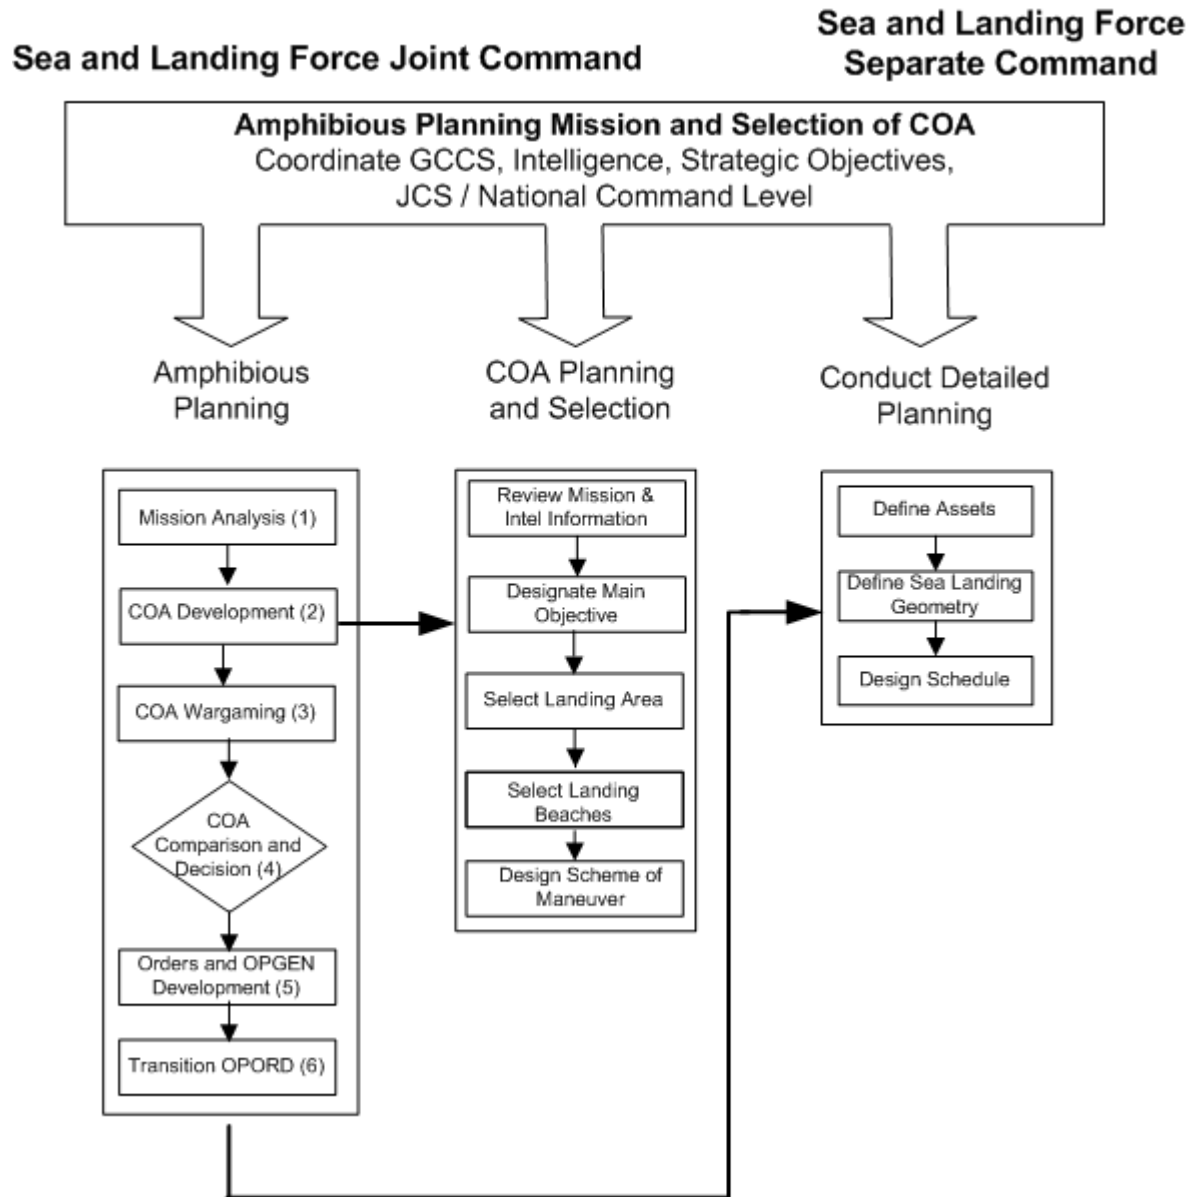 Sea and Landing Force Joint Command
Sea and Landing Force
Separate Command
Amphibious Planning Mission and Selection of COA
Coordinate GCCS, Intelligence, Strategic Objectives,
JCS / National Command Level
Amphibious
Planning
COA Planning
and Selection
Conduct Detailed
Planning
Mission Analysis (1)
COA Development (2)
COA Wargaming (3)
COA
Comparison and
Decision (4)
Orders and OPGEN
Development (5)
Transition OPORD (6)
Review Mission &
Intel Information
Designate Main
Objective
Select Landing Area
Select Landing
Beaches
Design Scheme of
Maneuver
Define Assets
Define Sea Landing
Geometry
Design Schedule